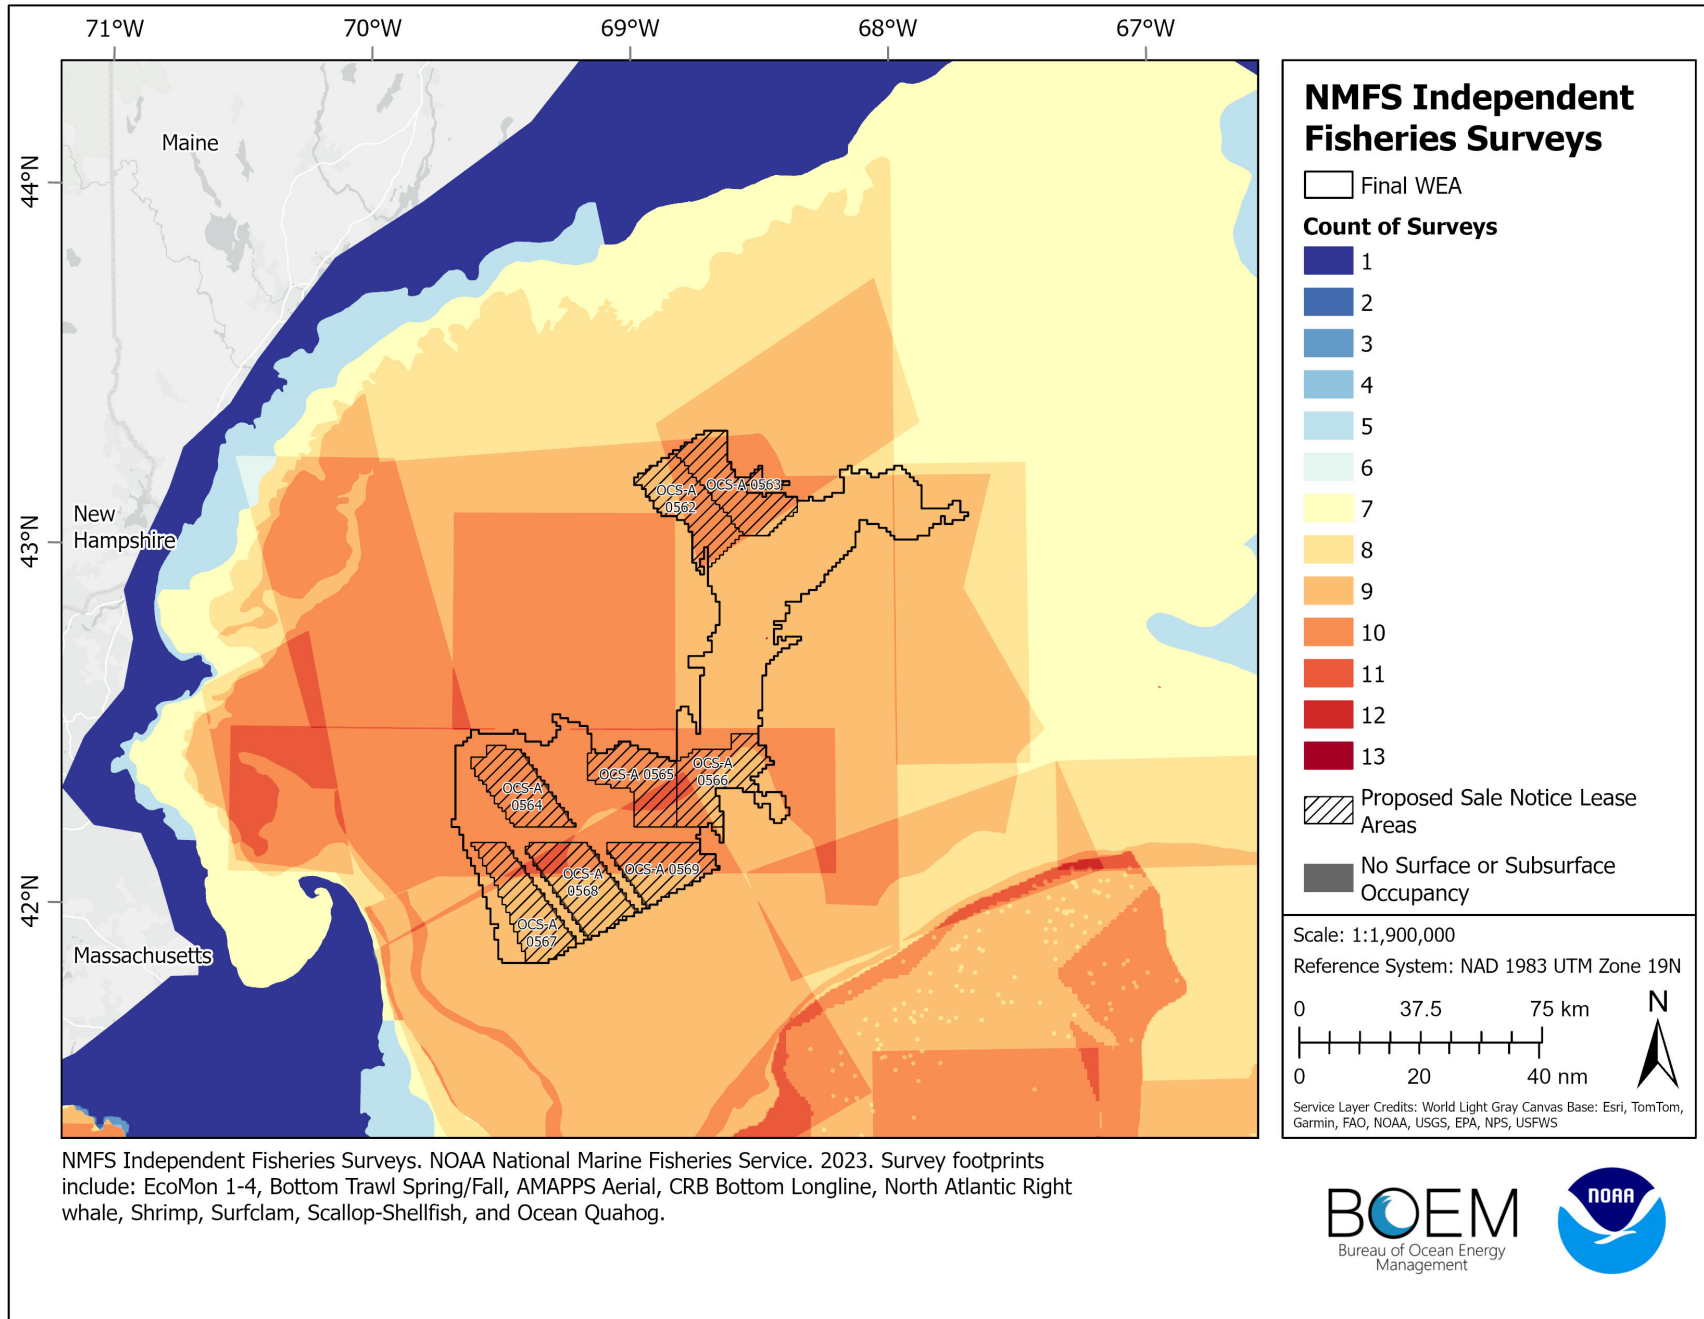 71°W
70°W
69°W
68°W
67°W
44°N
43°N
42°N
Maine
New
Hampshire
Massachusetts
OCS-A
0562
OCS-A 0563
OCS-A
0564
OCS-A 0565
OCS-A
0566
OCS-A
0567
OCS-A
0568
OCS-A 0569
NMFS Independent
Fisheries Surveys
Final WEA
Count of Surveys
1
2
3
4
5
6
7
8
9
10
11
12
13
Proposed Sale Notice Lease
Areas
No Surface or Subsurface
Occupancy
Scale: 1:1,900,000
Reference System: NAD 1983 UTM Zone 19N
0 37.5 75 km
0 20 40 nm
N
Service Layer Credits: World Light Gray Canvas Base: Esri, TomTom,
Garmin, FAO, NOAA, USGS, EPA, NPS, USFWS
NMFS Independent Fisheries Surveys. NOAA National Marine Fisheries Service. 2023. Survey footprints
include: EcoMon 1-4, Bottom Trawl Spring/Fall, AMAPPS Aerial, CRB Bottom Longline, North Atlantic Right
whale, Shrimp, Surfclam, Scallop-Shellfish, and Ocean Quahog.
BOEM
Bureau of Ocean Energy
Management
NOAA